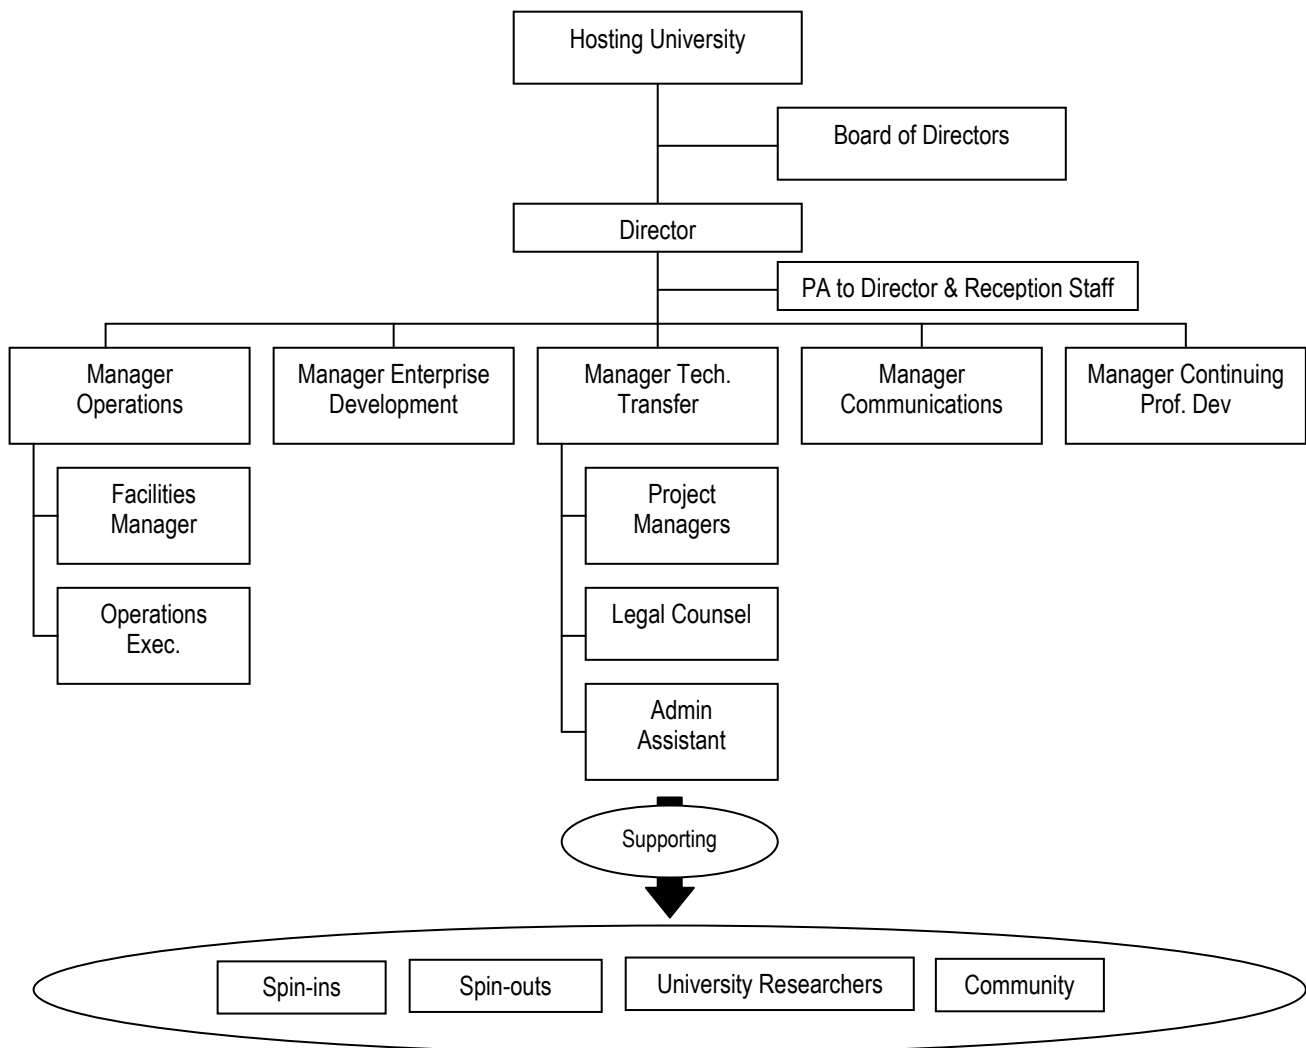 Hosting University
Board of Directors
Director
PA to Director & Reception Staff
Manager
Operations
Manager Enterprise
Development
Manager Tech.
Transfer
Manager
Communications
Manager Continuing
Prof. Dev
Facilities
Manager
Operations
Exec.
Project
Managers
Legal Counsel
Admin
Assistant
Supporting
Spin-ins
Spin-outs
University Researchers
Community